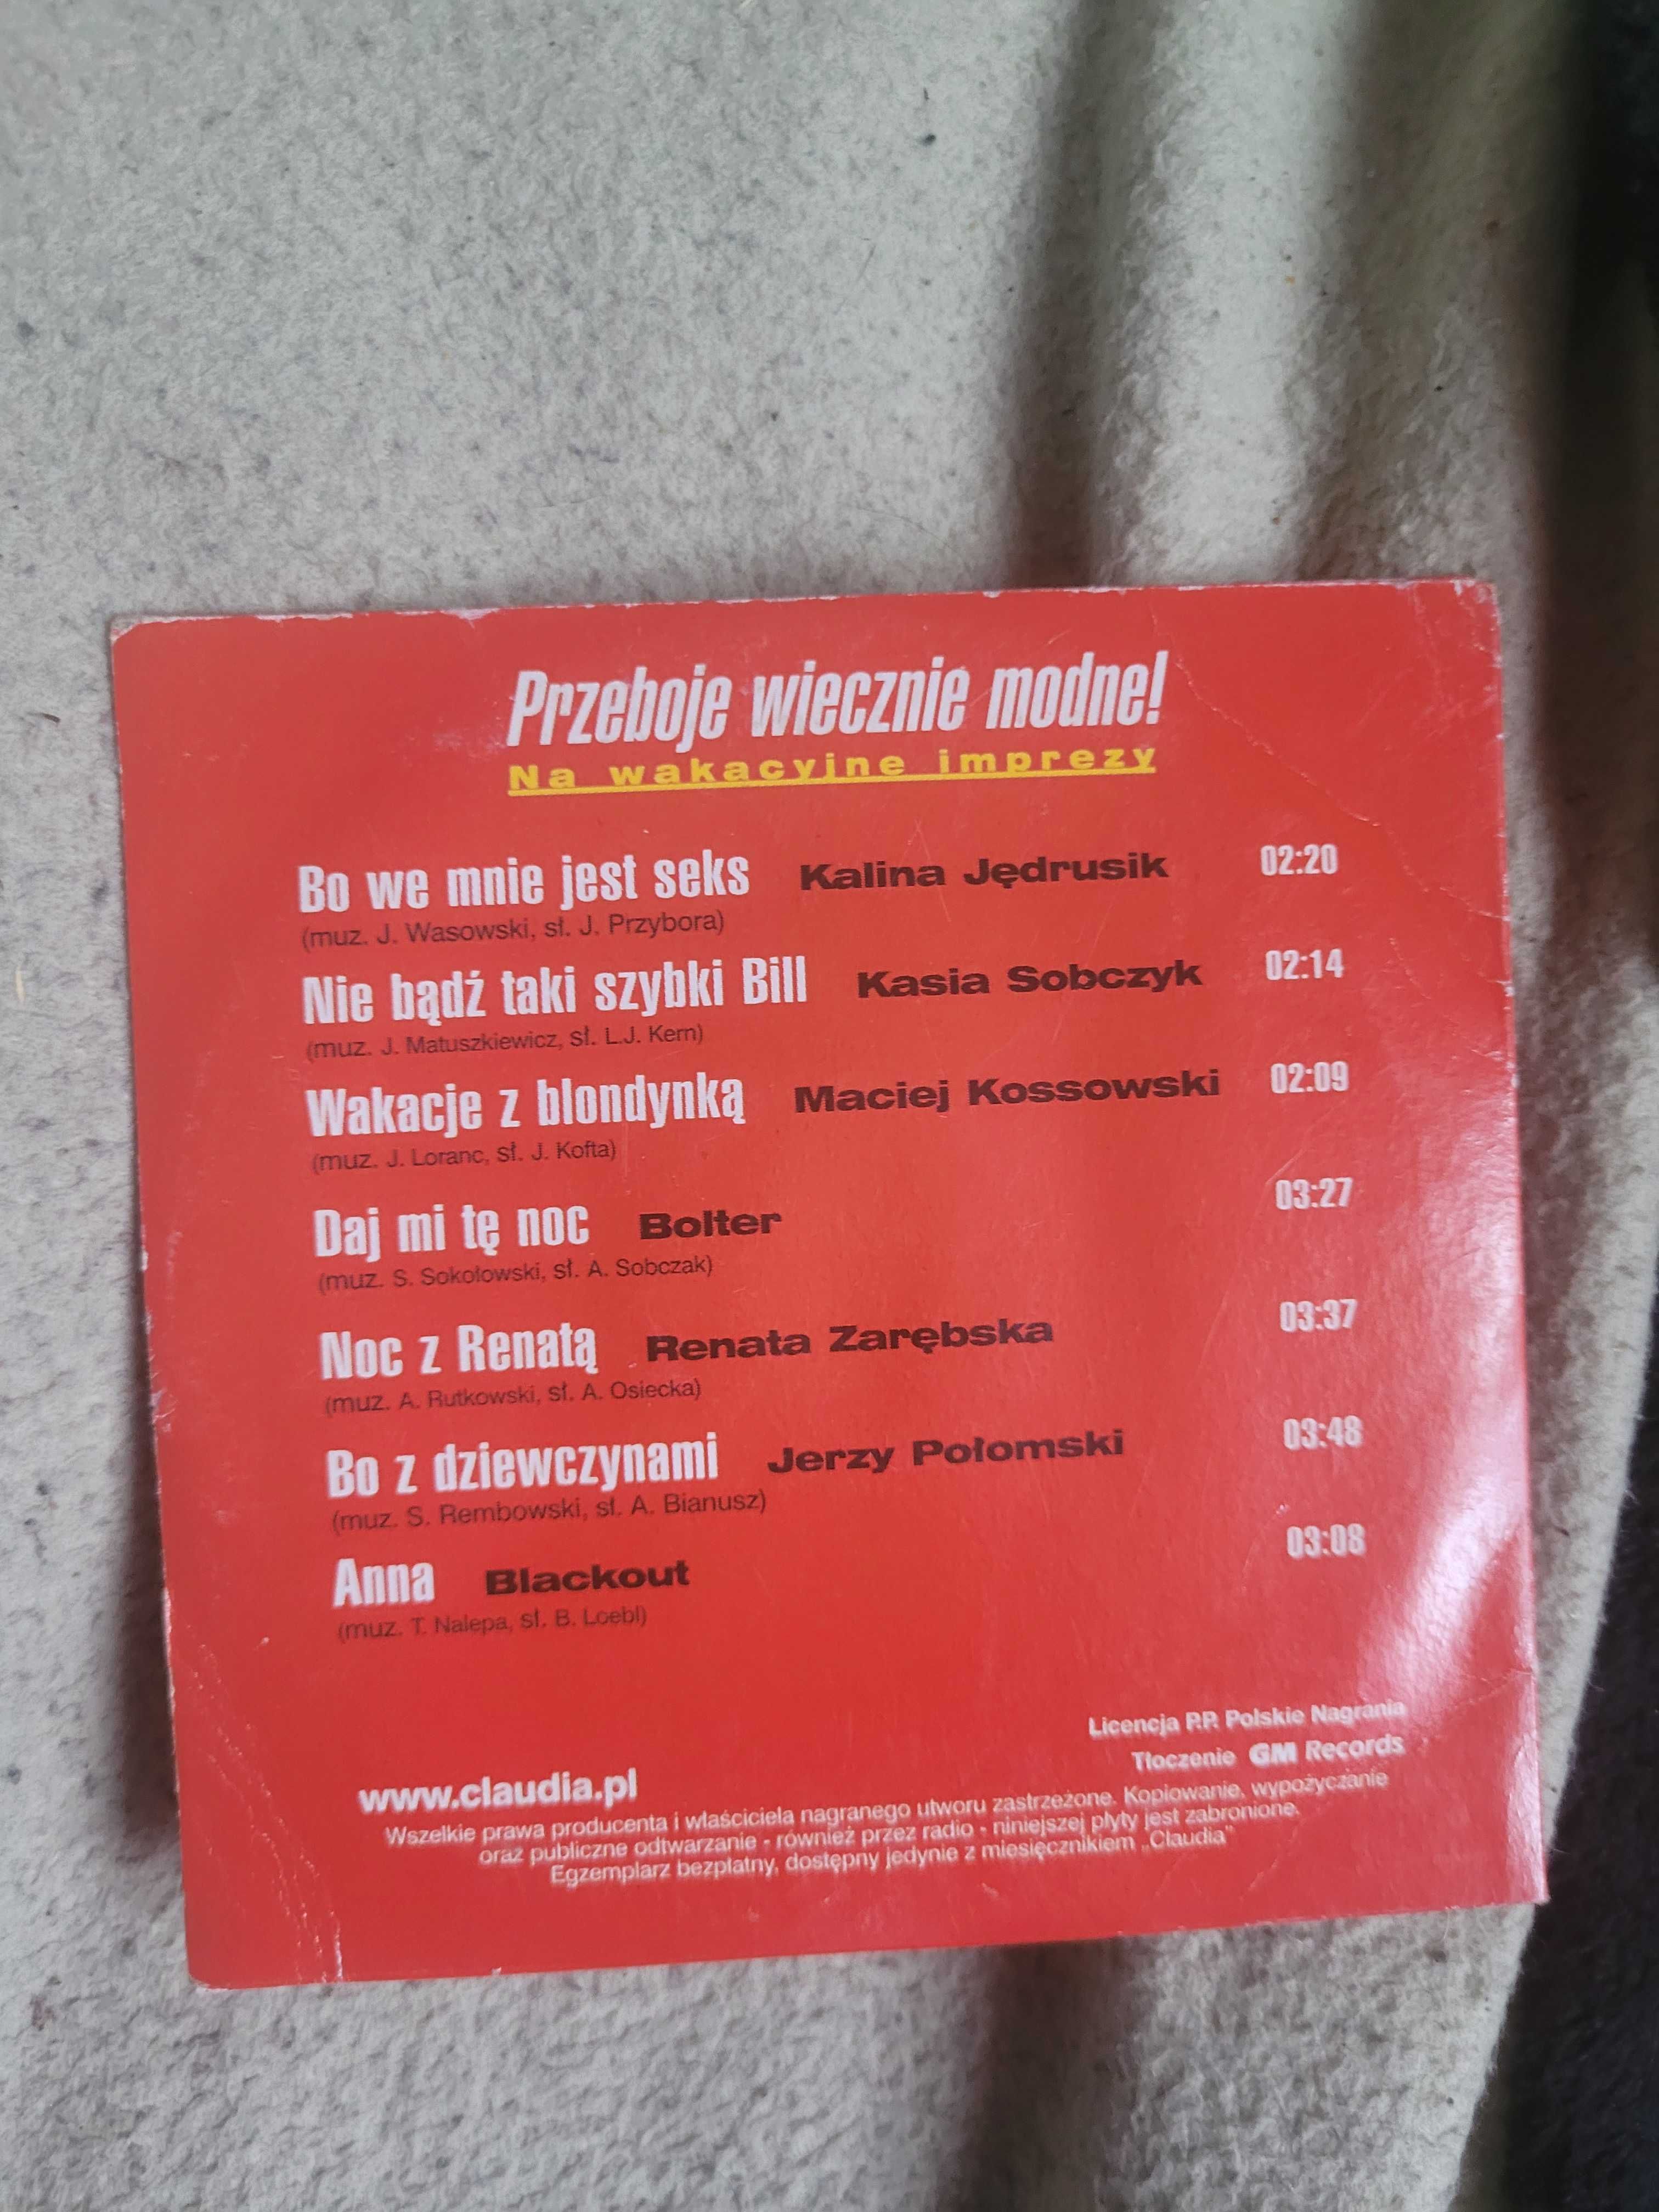 Przeboje wiecznie modne!
Na wakacyjne imprezy
Bo we mnie jest seks Kalina Jędrusik 02:20
(muz. J. Wasowski, sł. J. Przybora)
Nie bądź taki szybki Bill Kasia Sobczyk 02:14
(muz. J. Matuszkiewicz, sł. L.J. Kern)
Wakacje z blondynką Maciej Kossowski 02:09
(muz. J. Loranc, sł. J. Kofta)
Daj mi tę noc Bolter 03:27
(muz. S. Sokołowski, sł. A. Sobczak)
Noc z Renatą Renata Zarębska 03:37
(muz. A. Rutkowski, sł. A. Osiecka)
Bo z dziewczynami Jerzy Połomski 03:48
(muz. S. Rembowski, sł. A. Bianusz)
Anna Blackout 03:08
(muz. T. Nalepa, sł. B. Loebl)
Licencja P.P. Polskie Nagrania
Tłoczenie GM Records
www.claudia.pl
Wszelkie prawa producenta i właściciela nagranego utworu zastrzeżone. Kopiowanie, wypożyczanie
oraz publiczne odtwarzanie - również przez radio - niniejszej płyty jest zabronione.
Egzemplarz bezpłatny, dostępny jedynie z miesięcznikiem „Claudia"